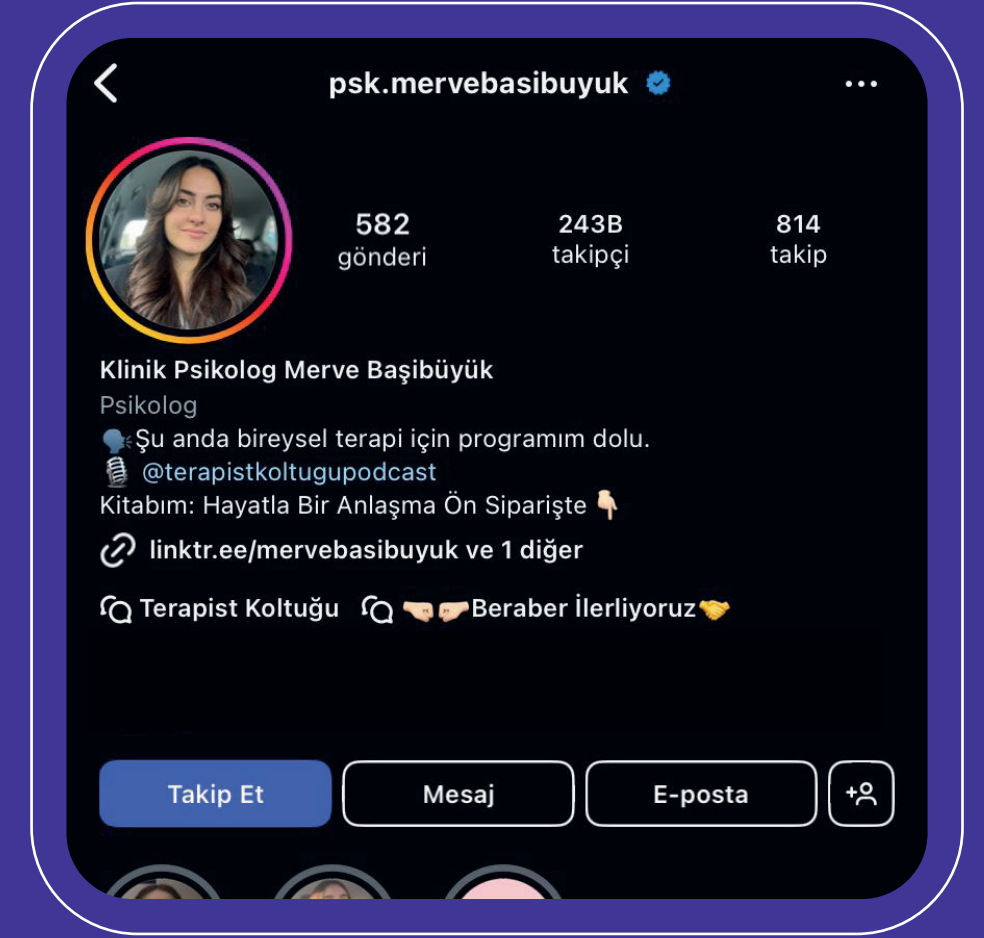 psk.mervebasibuyuk
582
gönderi
243B
takipçi
814
takip
Klinik Psikolog Merve Başibüyük
Psikolog
🗣️Şu anda bireysel terapi için programım dolu.
🎙️ @terapistkoltugupodcast
Kitabım: Hayatla Bir Anlaşma Ön Siparişte 👇🏻
linktr.ee/mervebasibuyuk ve 1 diğer
Terapist Koltuğu 🤜🏻🤛🏻Beraber İlerliyoruz🤝
Takip Et
Mesaj
E-posta